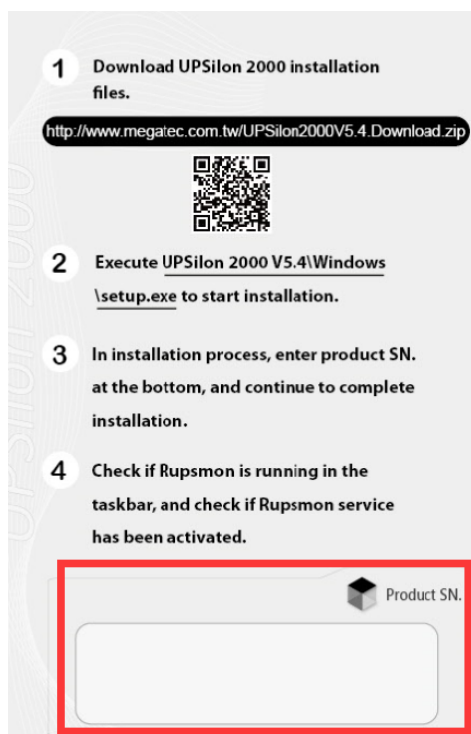 1 Download UPSilon 2000 installation
files.
http://www.megatec.com.tw/UPSilon2000V5.4.Download.zip
2 Execute UPSilon 2000 V5.4\Windows
\setup.exe to start installation.
3 In installation process, enter product SN.
at the bottom, and continue to complete
installation.
4 Check if Rupsmon is running in the
taskbar, and check if Rupsmon service
has been activated.
Product SN.
UPSilon 2000